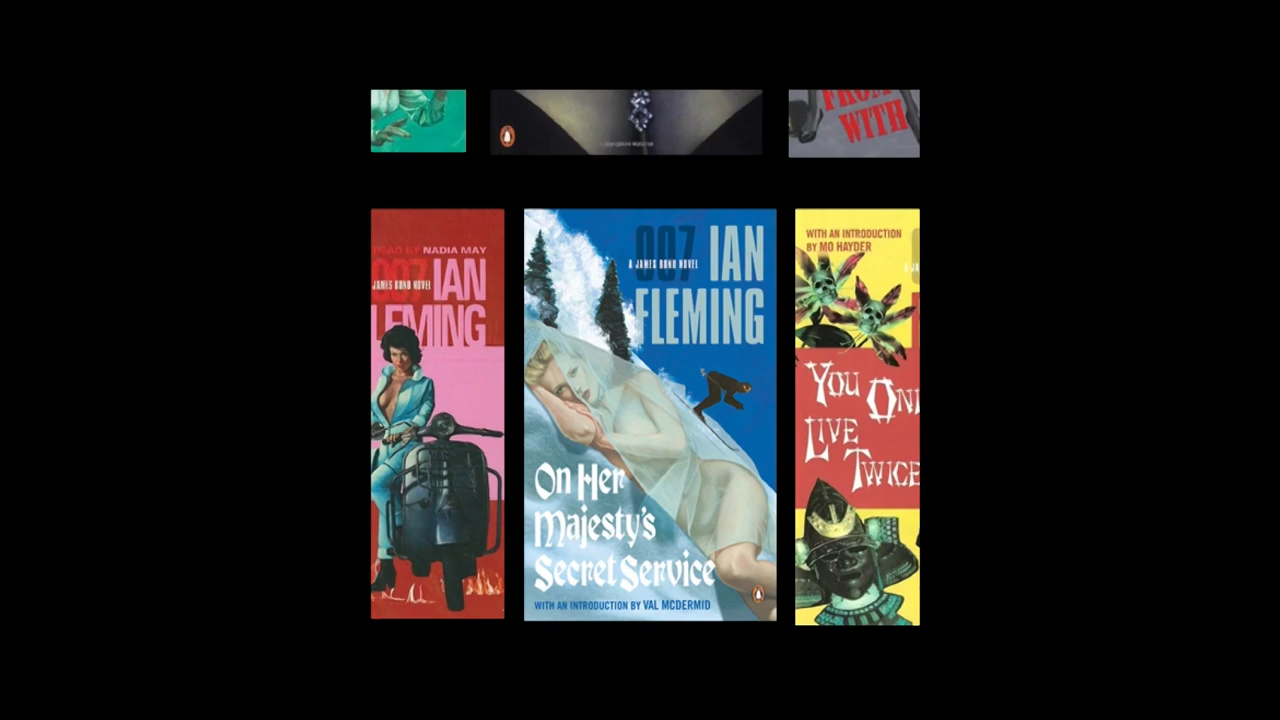 FROM
WITH
READ BY NADIA MAY
007 IAN
JAMES BOND NOVEL
LEMING
007 IAN
A JAMES BOND NOVEL
FLEMING
On Her
Majesty's
Secret Service
WITH AN INTRODUCTION BY VAL MCDERMID
WITH AN INTRODUCTION
BY MO HAYDER
A JA
YOU ONL
LIVE
TWICE